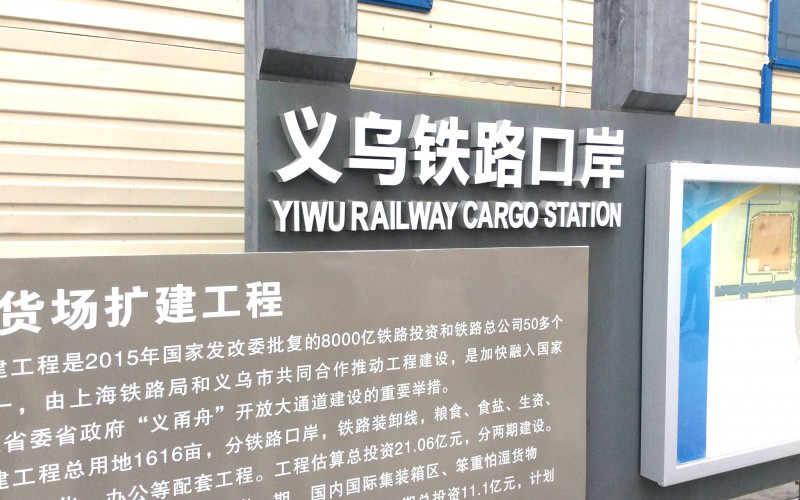 义乌铁路口岸
YIWU RAILWAY CARGO STATION
货场扩建工程
建工程是2015年国家发改委批复的8000亿铁路投资和铁路总公司50多个
一，由上海铁路局和义乌市共同合作推动工程建设，是加快融入国家
省委省政府“义甬舟”开放大通道建设的重要举措。
建工程总用地1616亩，分铁路口岸，铁路装卸线，粮食、食盐、生资、
办公等配套工程。工程估算总投资21.06亿元，分两期建设。
期，国内国际集装箱区、笨重怕湿货物
总投资11.1亿元，计划